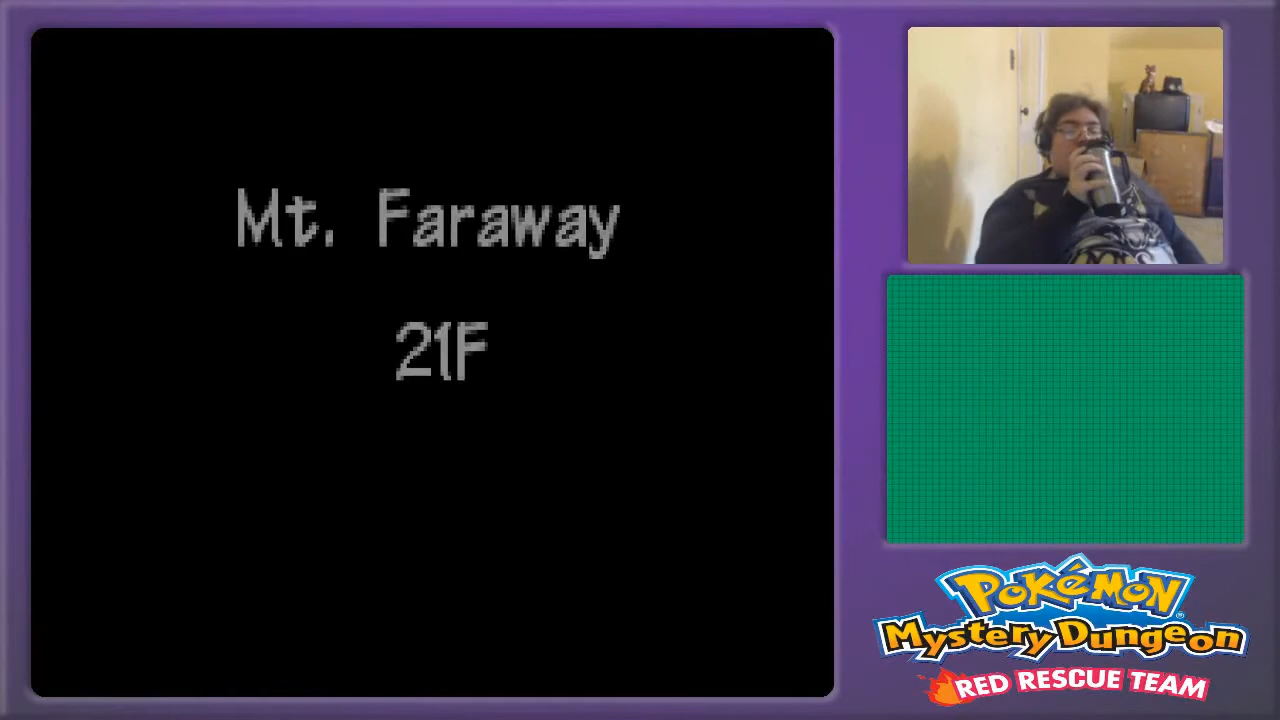 Mt. Faraway
21F
POKéMON
Mystery Dungeon
RED RESCUE TEAM